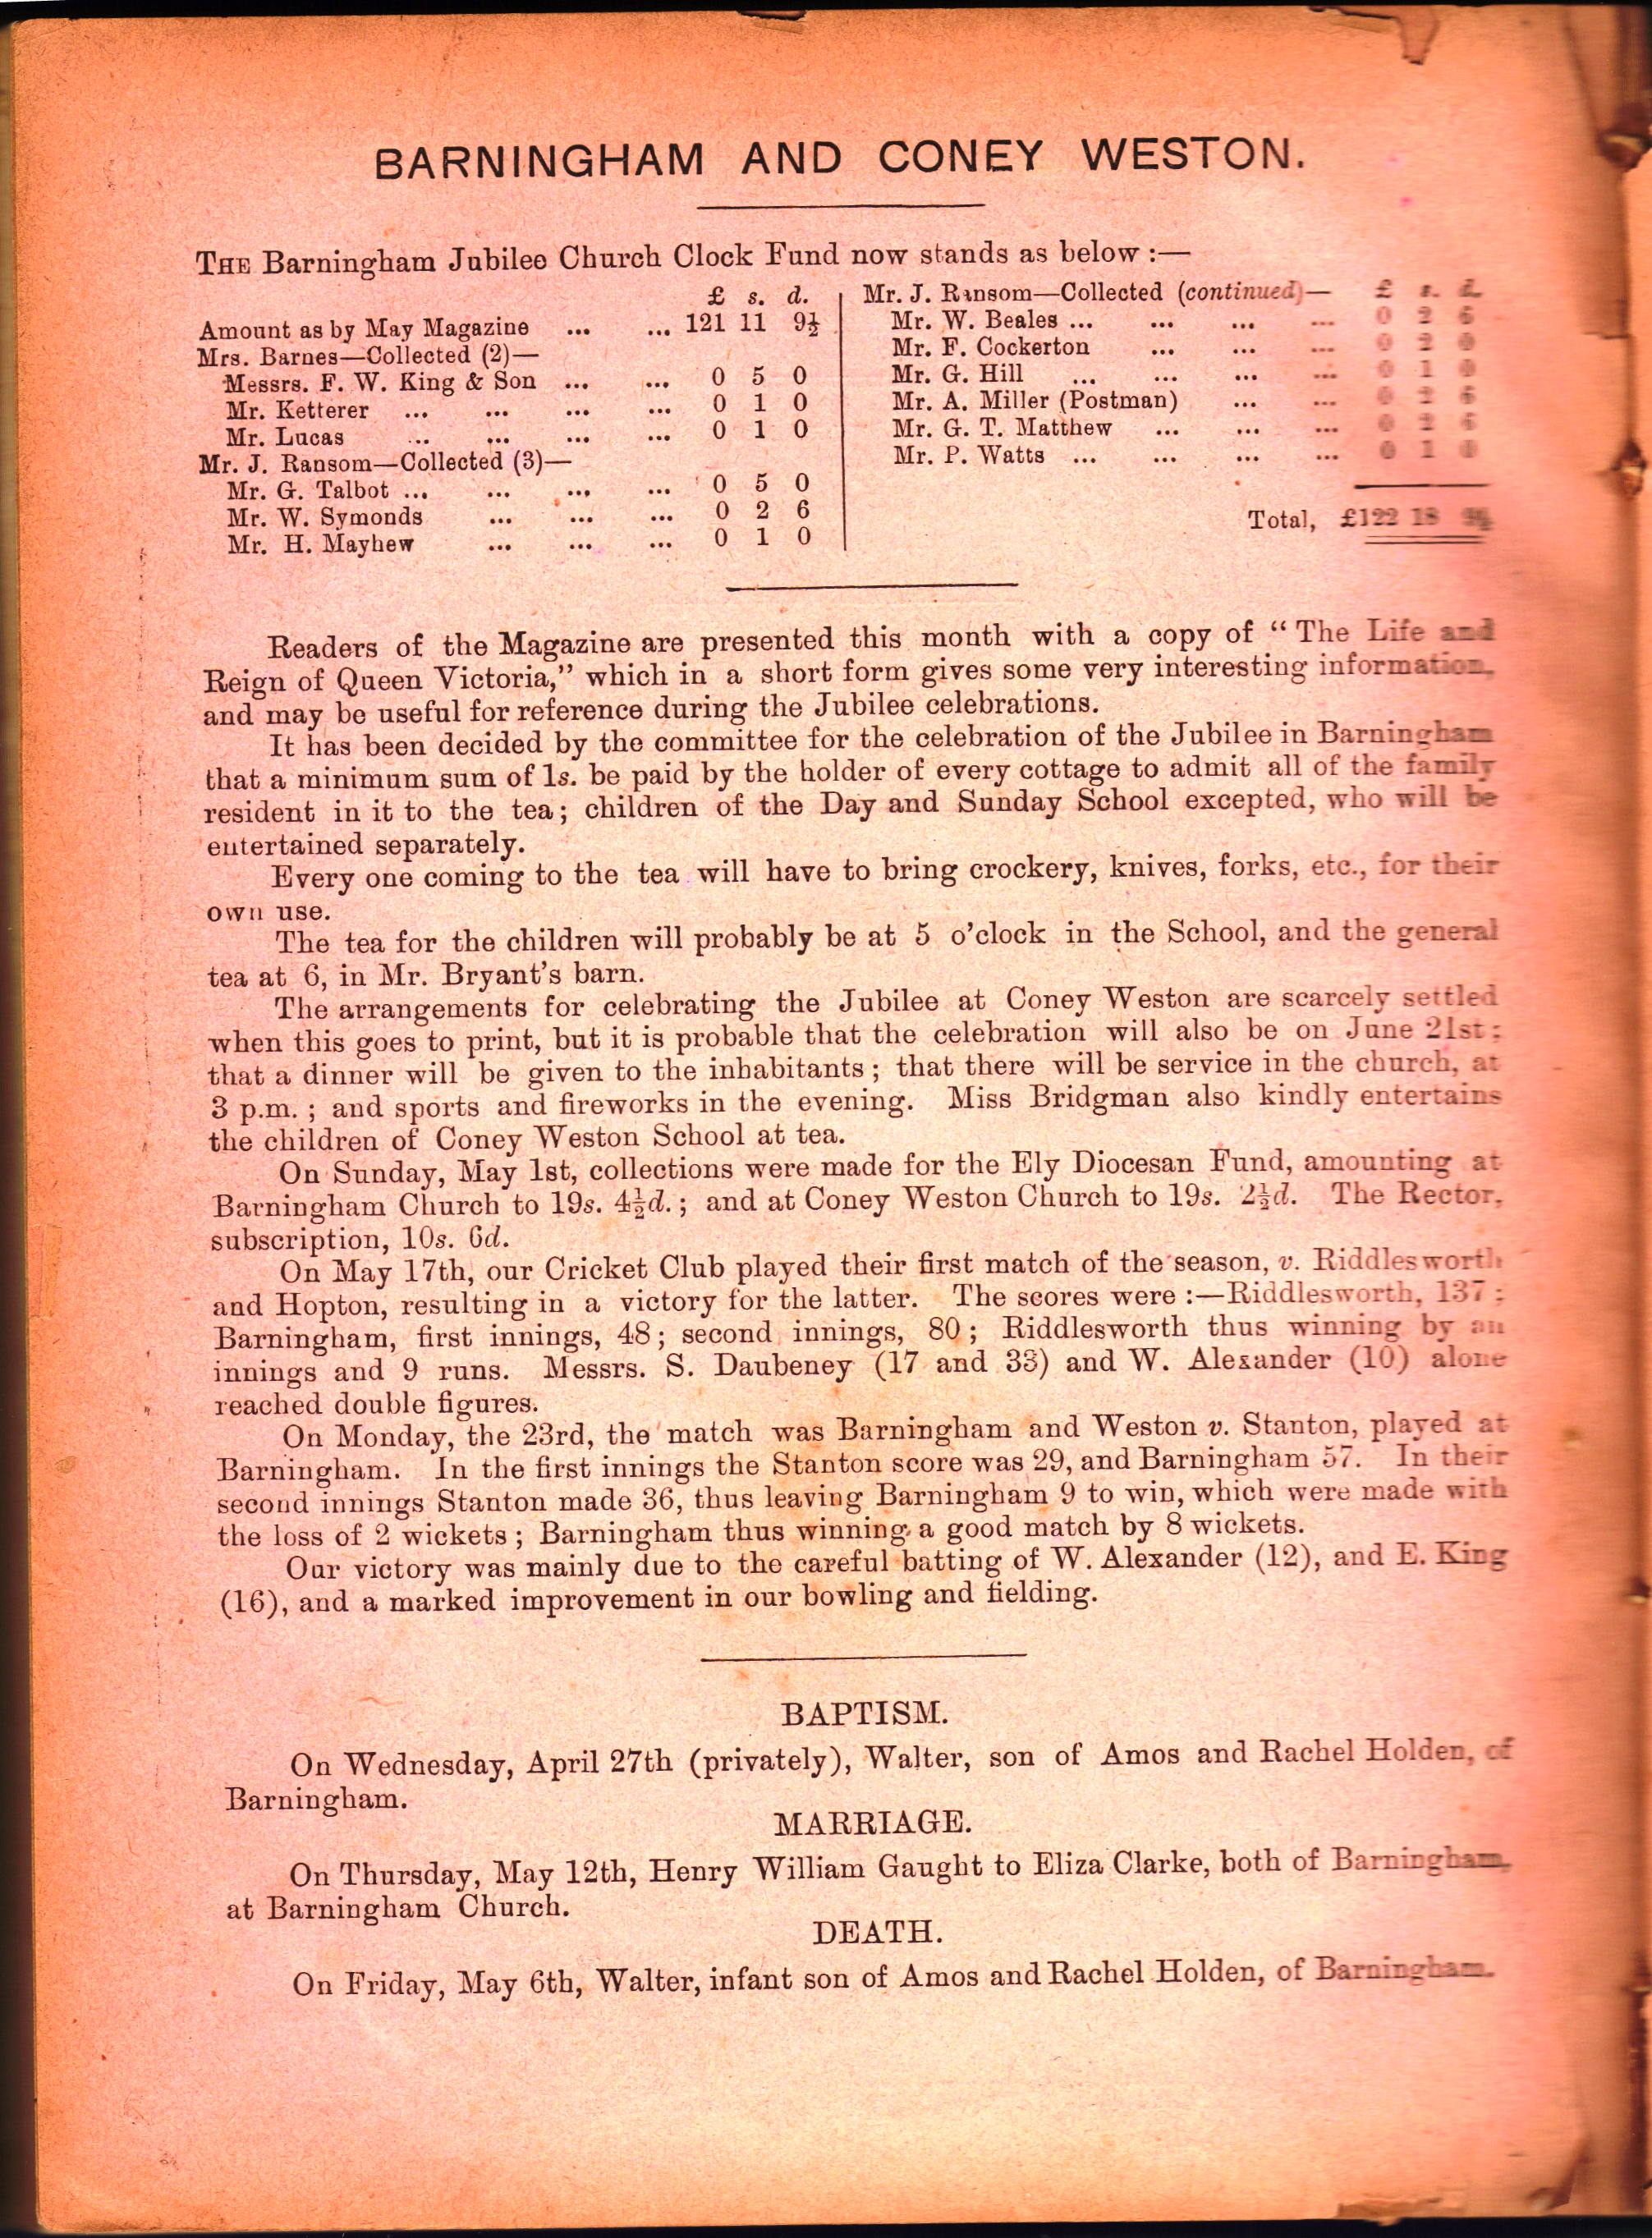 BARNINGHAM AND CONEY WESTON.
THE Barningham Jubilee Church Clock Fund now stands as below :—
£ s. d.
Amount as by May Magazine ... ... 121 11 9½
Mrs. Barnes—Collected (2)—
Messrs. F. W. King & Son ... ... 0 5 0
Mr. Ketterer ... ... ... ... 0 1 0
Mr. Lucas ... ... ... ... 0 1 0
Mr. J. Ransom—Collected (3)—
Mr. G. Talbot ... ... ... ... 0 5 0
Mr. W. Symonds ... ... ... 0 2 6
Mr. H. Mayhew ... ... ... 0 1 0
Mr. J. Ransom—Collected (continued)— £ s. d.
Mr. W. Beales ... ... ... ... 0 2 6
Mr. F. Cockerton ... ... ... 0 2 0
Mr. G. Hill ... ... ... ... 0 1 0
Mr. A. Miller (Postman) ... ... 0 2 6
Mr. G. T. Matthew ... ... ... 0 2 6
Mr. P. Watts ... ... ... ... 0 1 0
Total, £122 18
Readers of the Magazine are presented this month with a copy of “ The Life and
Reign of Queen Victoria,” which in a short form gives some very interesting information,
and may be useful for reference during the Jubilee celebrations.
It has been decided by the committee for the celebration of the Jubilee in Barningham
that a minimum sum of 1s. be paid by the holder of every cottage to admit all of the family
resident in it to the tea ; children of the Day and Sunday School excepted, who will be
entertained separately.
Every one coming to the tea will have to bring crockery, knives, forks, etc., for their
own use.
The tea for the children will probably be at 5 o’clock in the School, and the general
tea at 6, in Mr. Bryant’s barn.
The arrangements for celebrating the Jubilee at Coney Weston are scarcely settled
when this goes to print, but it is probable that the celebration will also be on June 21st ;
that a dinner will be given to the inhabitants ; that there will be service in the church, at
3 p.m. ; and sports and fireworks in the evening. Miss Bridgman also kindly entertains
the children of Coney Weston School at tea.
On Sunday, May 1st, collections were made for the Ely Diocesan Fund, amounting at
Barningham Church to 19s. 4½d. ; and at Coney Weston Church to 19s. 2½d. The Rector,
subscription, 10s. 6d.
On May 17th, our Cricket Club played their first match of the season, v. Riddlesworth
and Hopton, resulting in a victory for the latter. The scores were :—Riddlesworth, 137 ;
Barningham, first innings, 48 ; second innings, 80 ; Riddlesworth thus winning by an
innings and 9 runs. Messrs. S. Daubeney (17 and 33) and W. Alexander (10) alone
reached double figures.
On Monday, the 23rd, the match was Barningham and Weston v. Stanton, played at
Barningham. In the first innings the Stanton score was 29, and Barningham 57. In their
second innings Stanton made 36, thus leaving Barningham 9 to win, which were made with
the loss of 2 wickets ; Barningham thus winning a good match by 8 wickets.
Our victory was mainly due to the careful batting of W. Alexander (12), and E. King
(16), and a marked improvement in our bowling and fielding.
BAPTISM.
On Wednesday, April 27th (privately), Walter, son of Amos and Rachel Holden, of
Barningham.
MARRIAGE.
On Thursday, May 12th, Henry William Gaught to Eliza Clarke, both of Barningham,
at Barningham Church.
DEATH.
On Friday, May 6th, Walter, infant son of Amos and Rachel Holden, of Barningham.